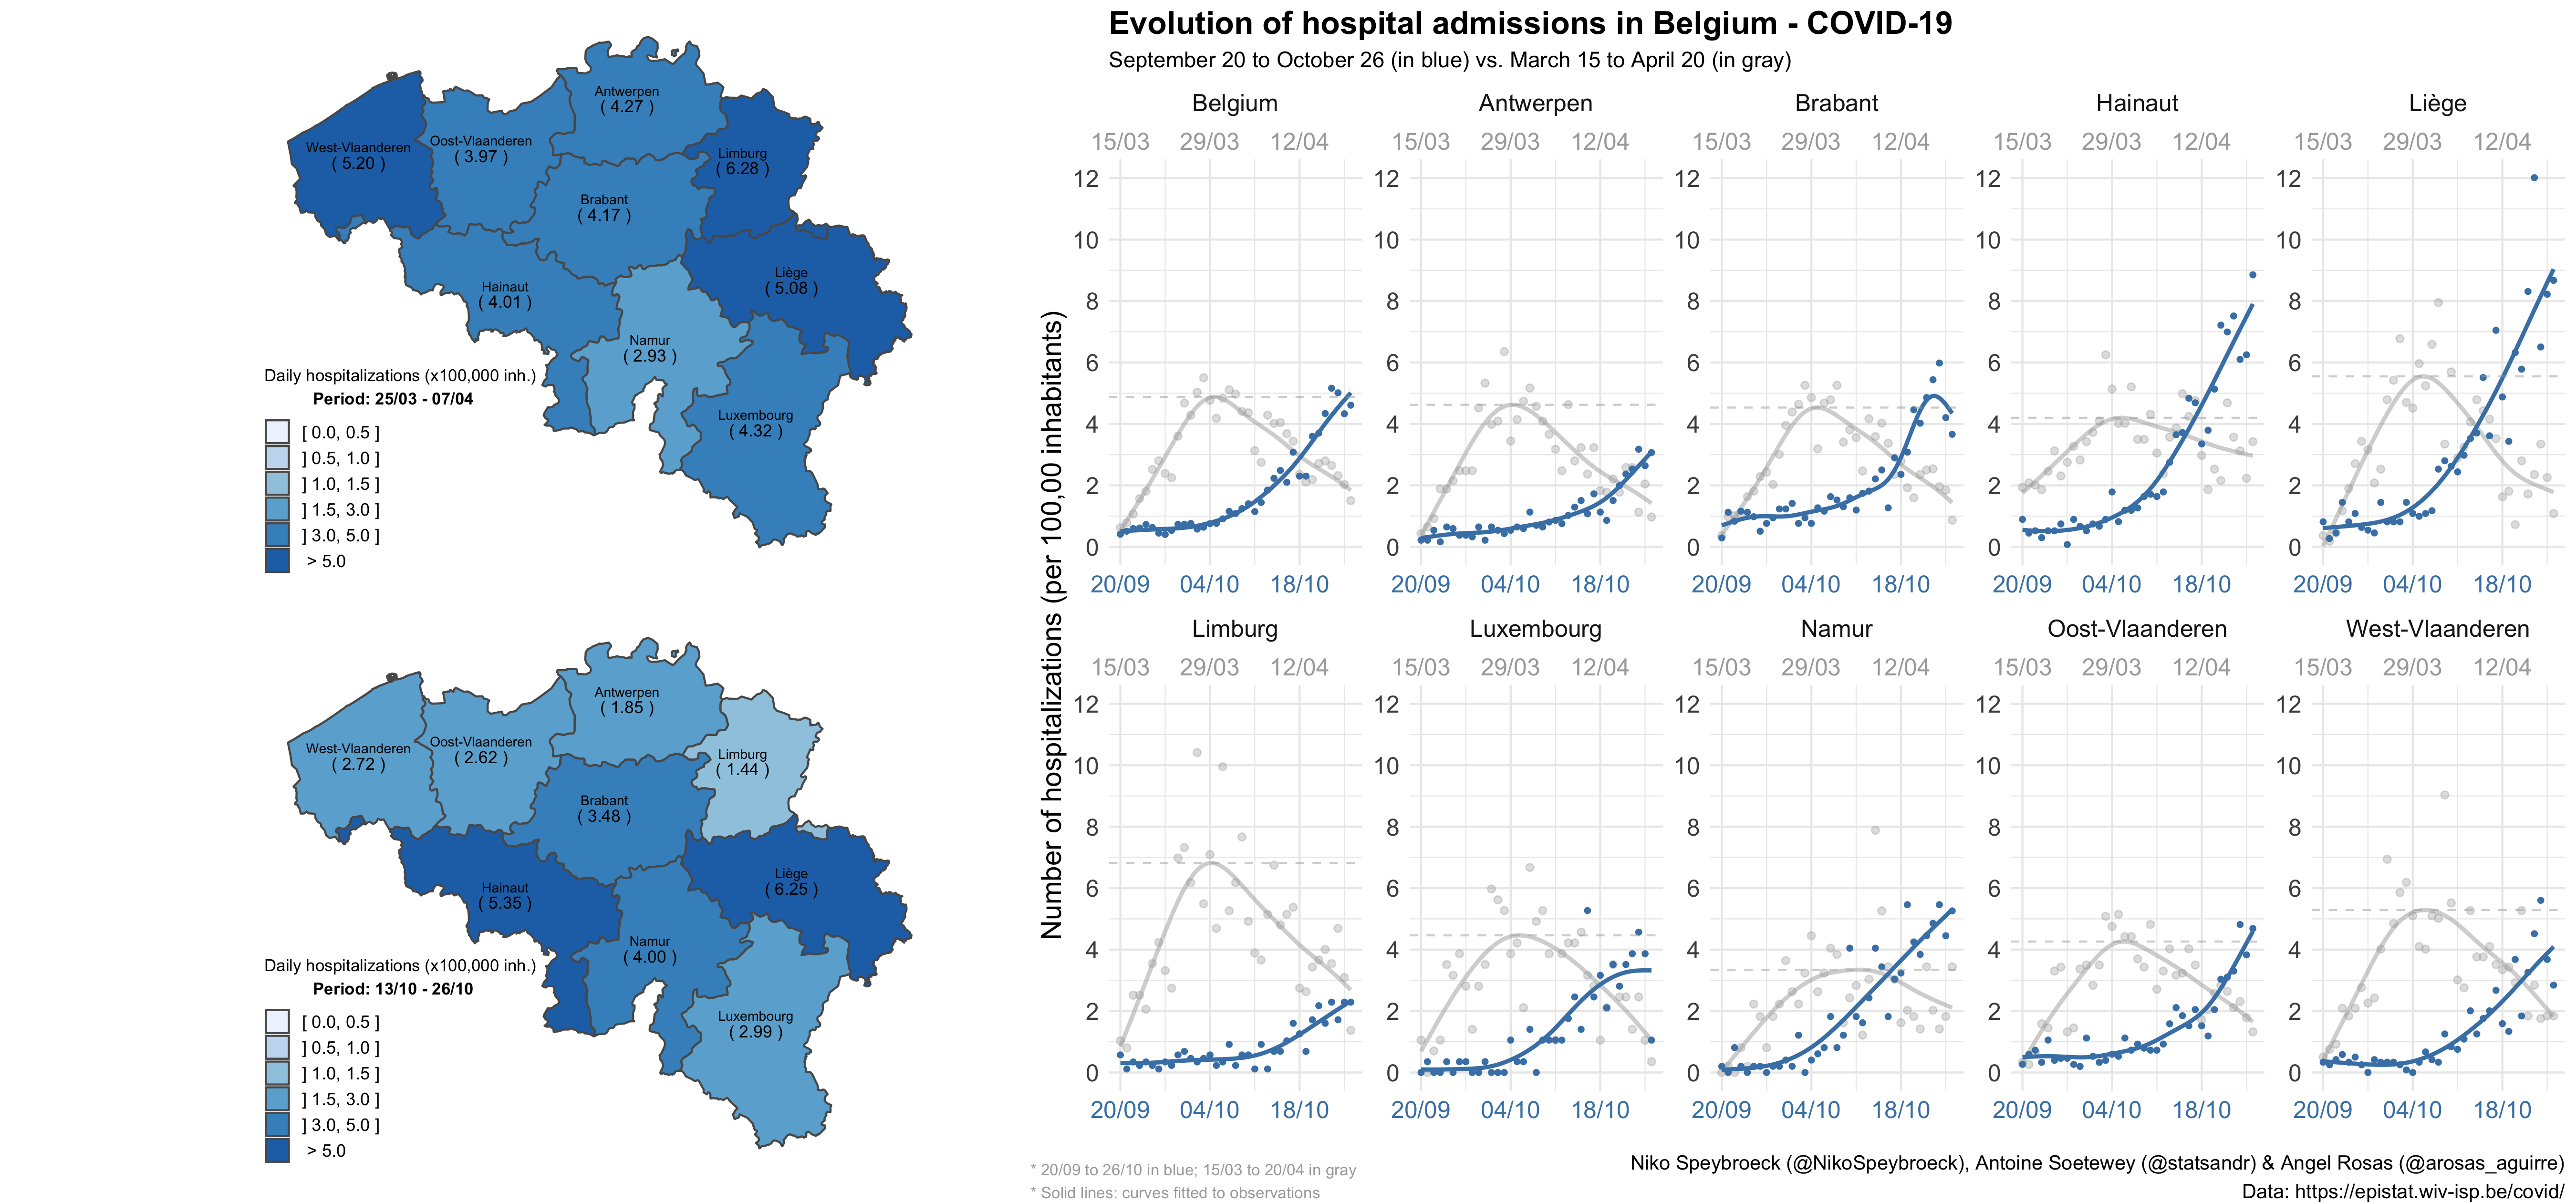 Antwerpen
( 4.27 )
West-Vlaanderen
( 5.20 )
Oost-Vlaanderen
( 3.97 )
Limburg
( 6.28 )
Brabant
( 4.17 )
Liège
( 5.08 )
Hainaut
( 4.01 )
Namur
( 2.93 )
Luxembourg
( 4.32 )
Daily hospitalizations (x100,000 inh.)
Period: 25/03 - 07/04
[ 0.0, 0.5 ]
] 0.5, 1.0 ]
] 1.0, 1.5 ]
] 1.5, 3.0 ]
] 3.0, 5.0 ]
> 5.0
Antwerpen
( 1.85 )
West-Vlaanderen
( 2.72 )
Oost-Vlaanderen
( 2.62 )
Limburg
( 1.44 )
Brabant
( 3.48 )
Liège
( 6.25 )
Hainaut
( 5.35 )
Namur
( 4.00 )
Luxembourg
( 2.99 )
Daily hospitalizations (x100,000 inh.)
Period: 13/10 - 26/10
[ 0.0, 0.5 ]
] 0.5, 1.0 ]
] 1.0, 1.5 ]
] 1.5, 3.0 ]
] 3.0, 5.0 ]
> 5.0
Evolution of hospital admissions in Belgium - COVID-19
September 20 to October 26 (in blue) vs. March 15 to April 20 (in gray)
Number of hospitalizations (per 100,00 inhabitants)
Belgium Antwerpen Brabant Hainaut Liège
15/03 29/03 12/04 15/03 29/03 12/04 15/03 29/03 12/04 15/03 29/03 12/04 15/03 29/03 12/04
12 12 12 12 12
10 10 10 10 10
8 8 8 8 8
6 6 6 6 6
4 4 4 4 4
2 2 2 2 2
0 0 0 0 0
20/09 04/10 18/10 20/09 04/10 18/10 20/09 04/10 18/10 20/09 04/10 18/10 20/09 04/10 18/10
Limburg Luxembourg Namur Oost-Vlaanderen West-Vlaanderen
15/03 29/03 12/04 15/03 29/03 12/04 15/03 29/03 12/04 15/03 29/03 12/04 15/03 29/03 12/04
12 12 12 12 12
10 10 10 10 10
8 8 8 8 8
6 6 6 6 6
4 4 4 4 4
2 2 2 2 2
0 0 0 0 0
20/09 04/10 18/10 20/09 04/10 18/10 20/09 04/10 18/10 20/09 04/10 18/10 20/09 04/10 18/10
* 20/09 to 26/10 in blue; 15/03 to 20/04 in gray
* Solid lines: curves fitted to observations
Niko Speybroeck (@NikoSpeybroeck), Antoine Soetewey (@statsandr) & Angel Rosas (@arosas_aguirre)
Data: https://epistat.wiv-isp.be/covid/